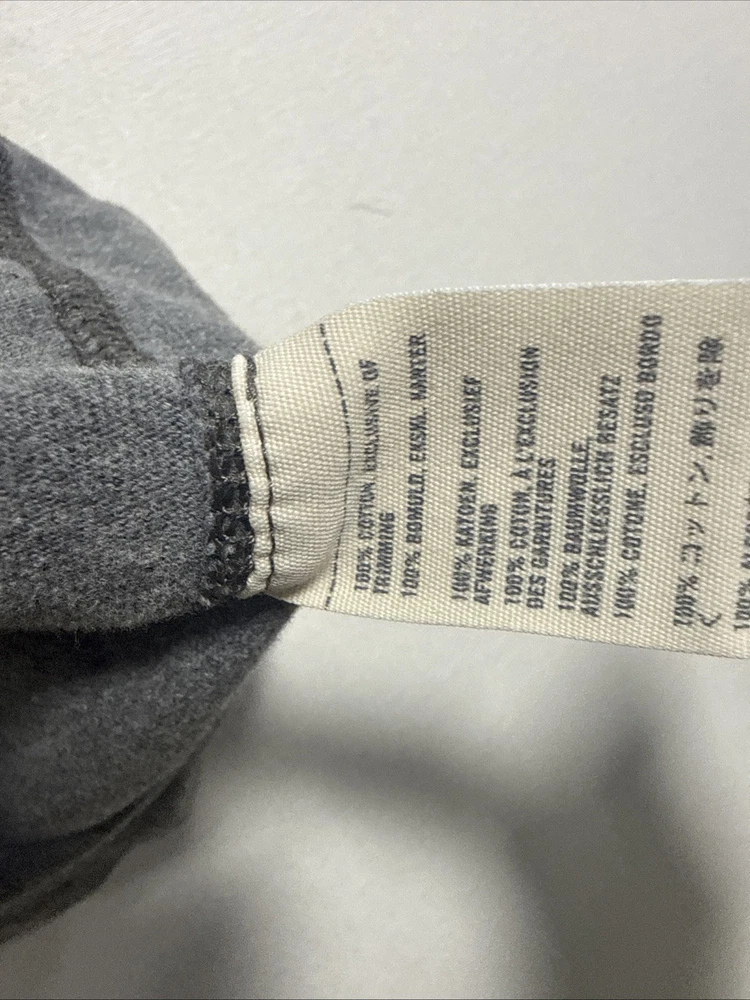 100% COTTON, EXCLUSIVE OF
TRIMMING
100% BOMULD, EKSKL. KANTER
100% KATOEN, EXCLUSIEF
AFWERKING
100% COTON, À L'EXCLUSION
DES GARNITURES
100% BAUMWOLLE,
AUSSCHLIESSLICH BESATZ
100% COTONE, ESCLUSO BORDO
100% コットン, 飾りを除
く
100%